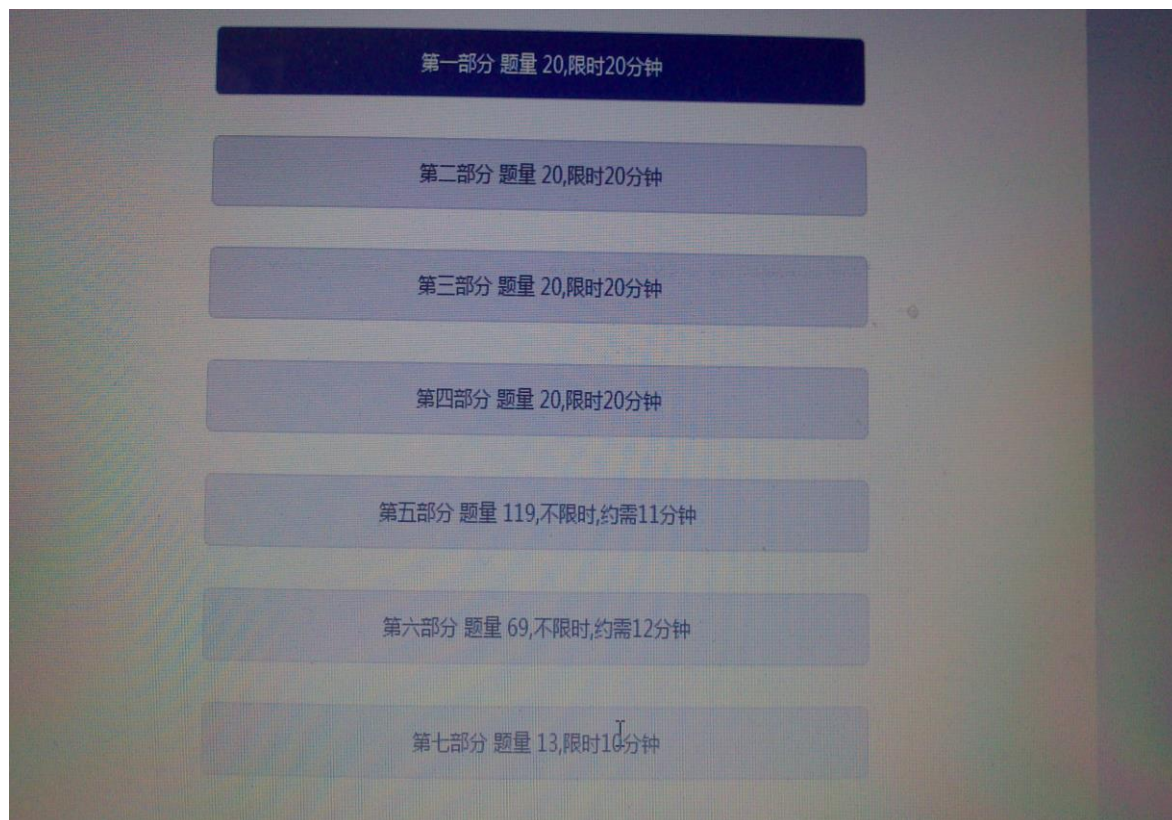 第一部分 题量 20,限时20分钟
第二部分 题量 20,限时20分钟
第三部分 题量 20,限时20分钟
第四部分 题量 20,限时20分钟
第五部分 题量 119,不限时,约需11分钟
第六部分 题量 69,不限时,约需12分钟
第七部分 题量 13,限时10分钟